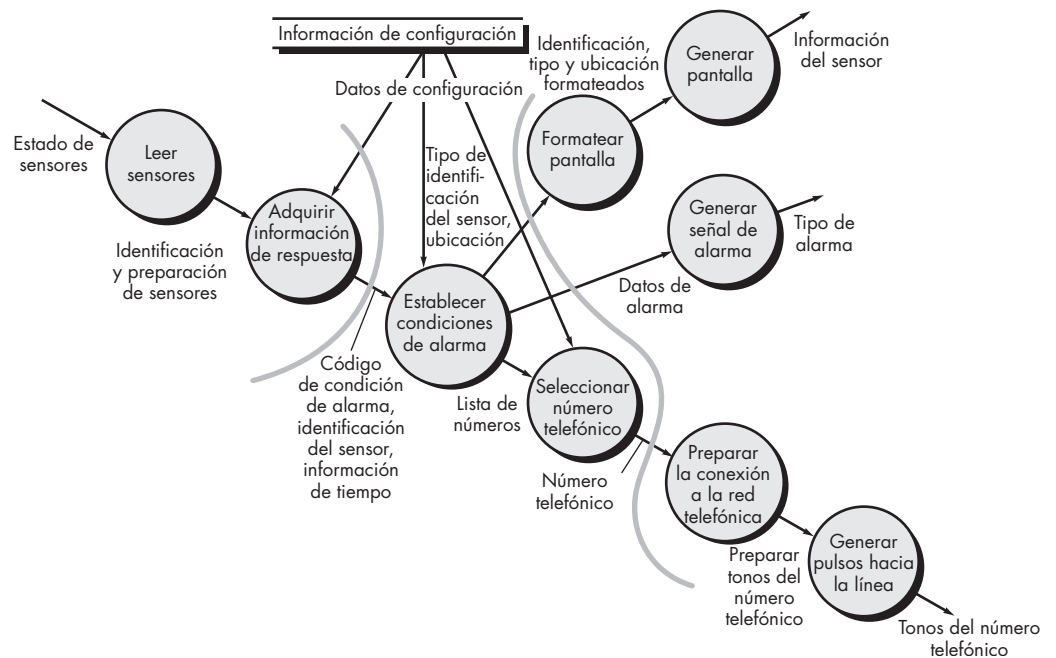 Información de configuración
Datos de configuración
Identificación,
tipo y ubicación
formateados
Generar
pantalla
Información
del sensor
Estado de
sensores
Leer
sensores
Formatear
pantalla
Tipo de
identifi-
cación
del sensor,
ubicación
Adquirir
información
de respuesta
Generar
señal de
alarma
Tipo de
alarma
Identificación
y preparación
de sensores
Establecer
condiciones
de alarma
Datos de
alarma
Código
de condición
de alarma,
identificación
del sensor,
información
de tiempo
Lista de
números
Seleccionar
número
telefónico
Número
telefónico
Preparar
la conexión
a la red
telefónica
Preparar
tonos del
número
telefónico
Generar
pulsos hacia
la línea
Tonos del número
telefónico